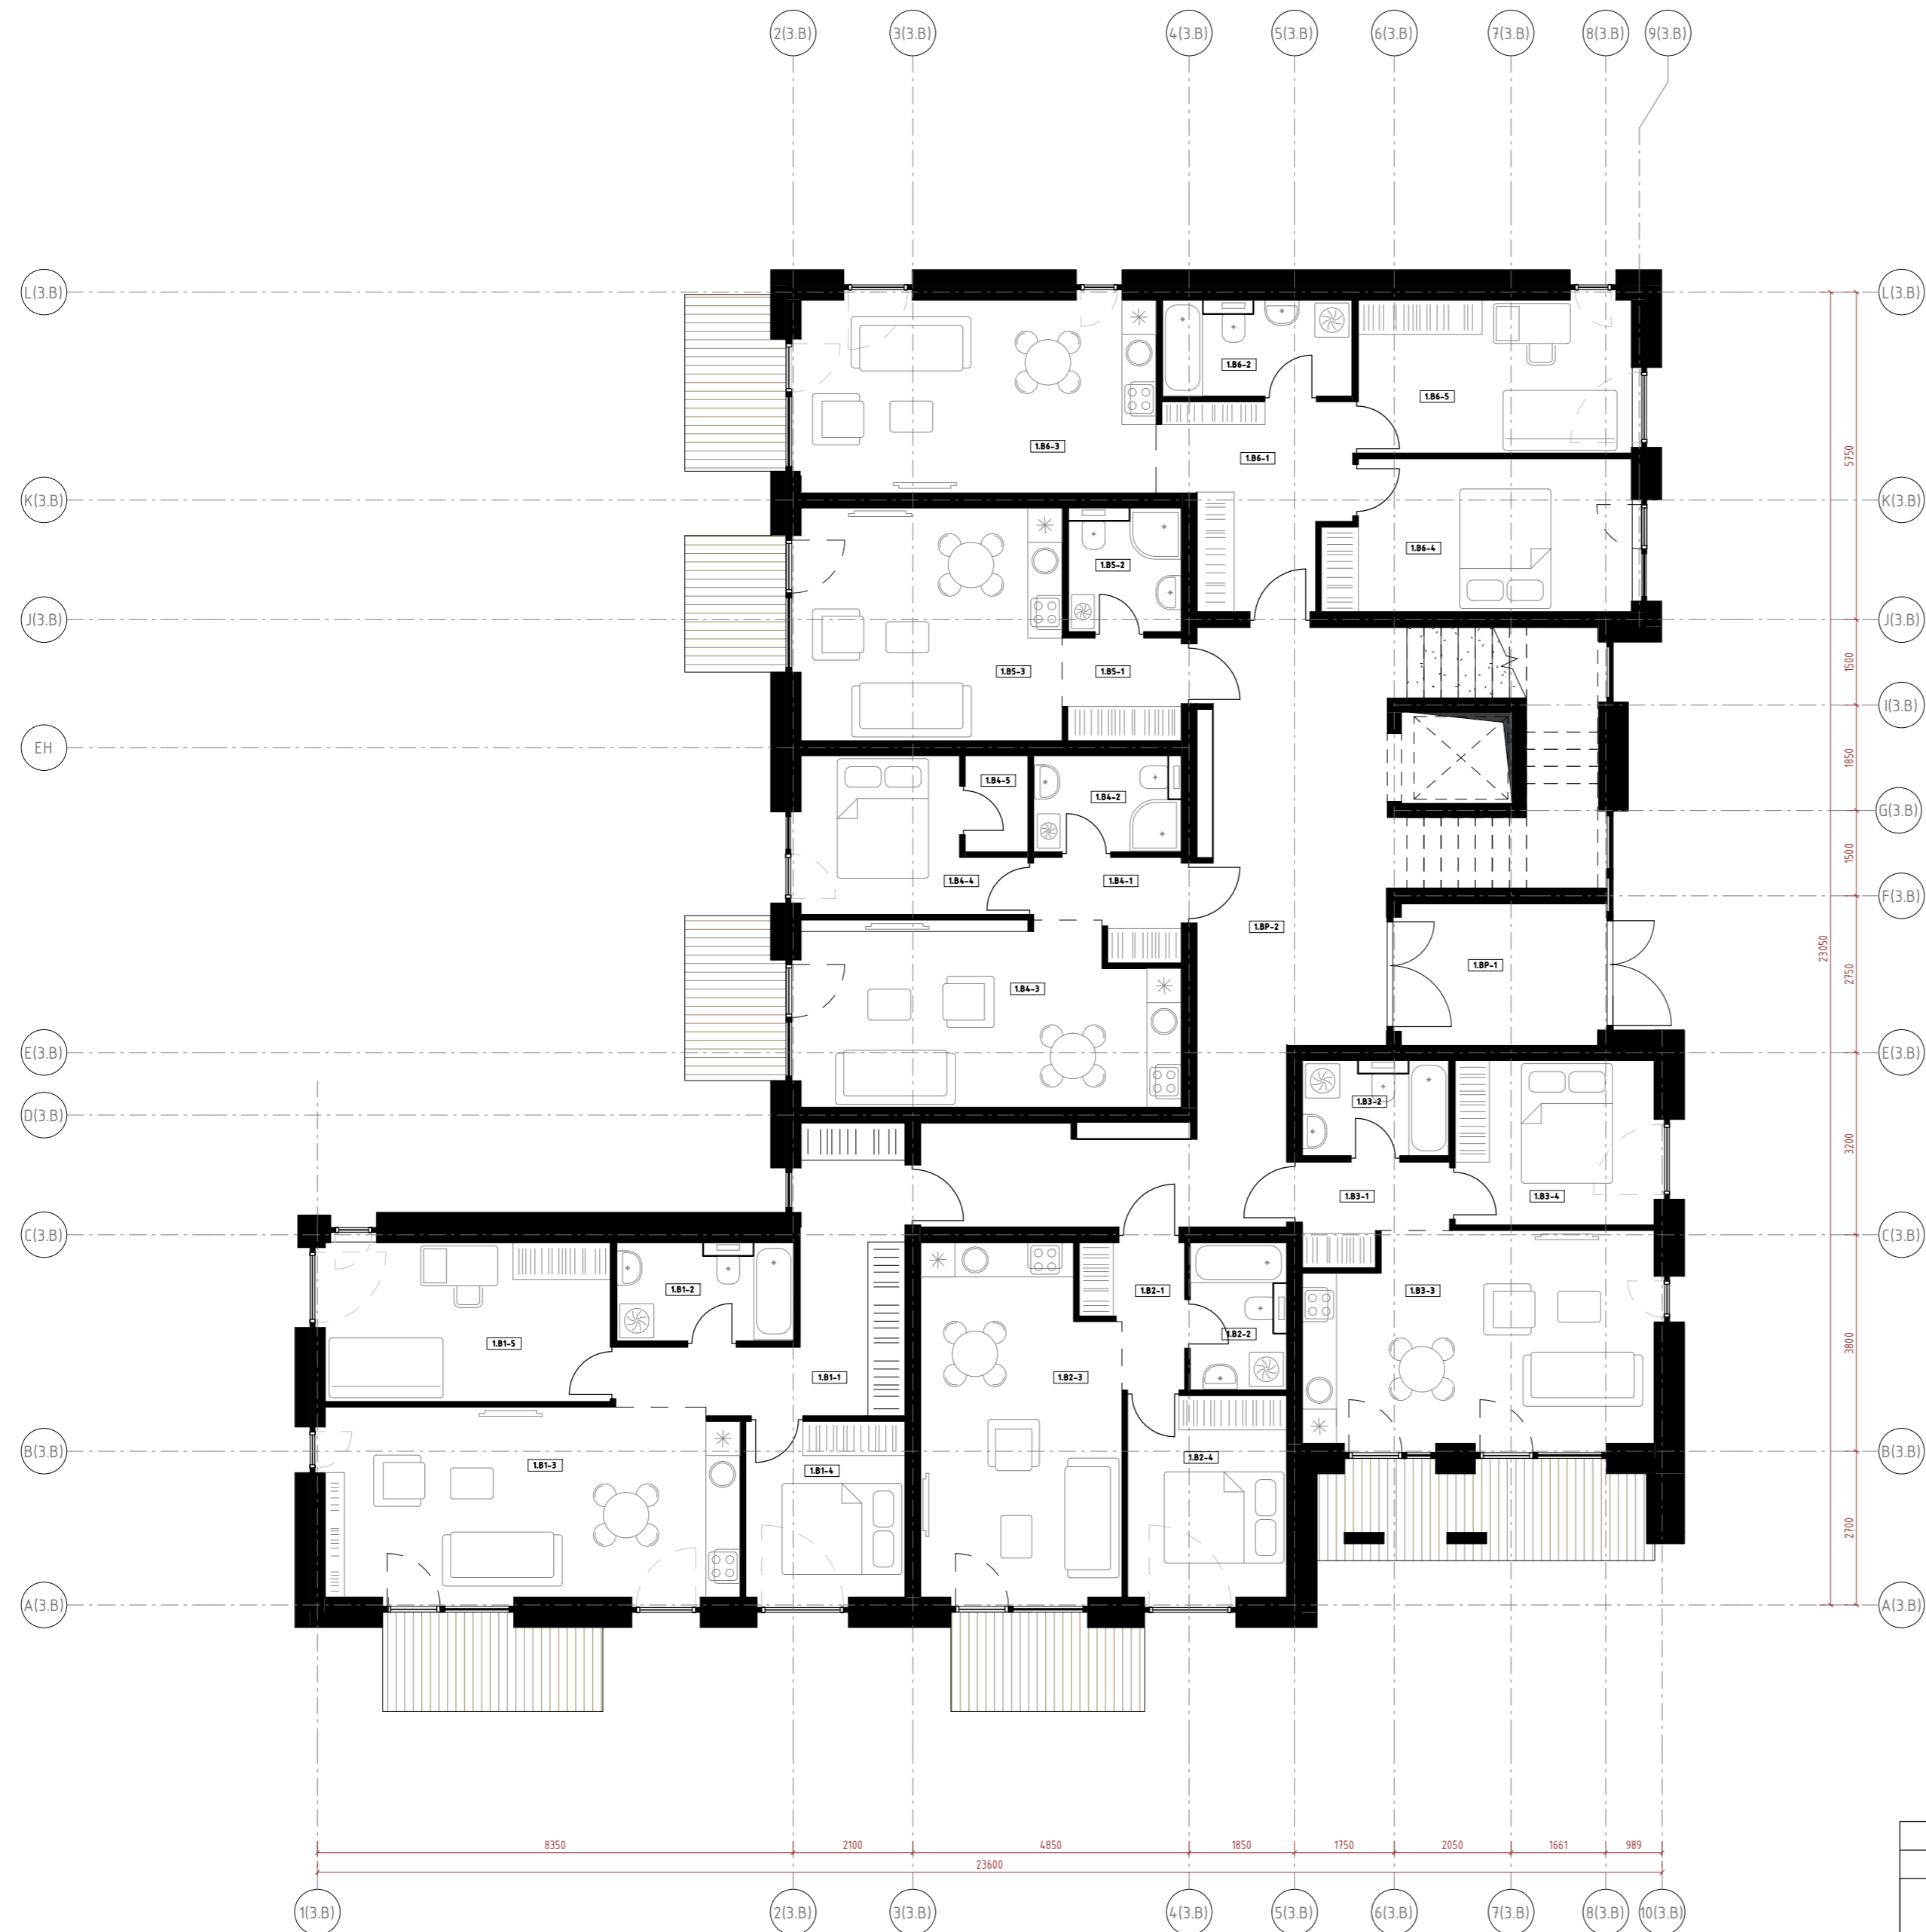 2(3.B) 3(3.B) 4(3.B) 5(3.B) 6(3.B) 7(3.B) 8(3.B) 9(3.B)
L(3.B) L(3.B)
1.B6-2
1.B6-5
5750
1.B6-3
1.B6-1
K(3.B) K(3.B)
1.B6-4
1.B5-2
J(3.B) J(3.B)
1500
1.B5-3 1.B5-1
I(3.B)
EH
1850
1.B4-5
1.B4-2
G(3.B)
1500
1.B4-4 1.B4-1
F(3.B)
1.BP-2
23050
2750
1.BP-1
1.B4-3
E(3.B) E(3.B)
1.B3-2
D(3.B)
3200
1.B3-1 1.B3-4
C(3.B) C(3.B)
1.B1-2 1.B2-1 1.B3-3
1.B2-2
3800
1.B1-5
1.B1-1 1.B2-3
B(3.B) B(3.B)
1.B1-3 1.B1-4 1.B2-4
2700
A(3.B) A(3.B)
8350 2100 4850 1850 1750 2050 1661 989
23600
1(3.B) 2(3.B) 3(3.B) 4(3.B) 5(3.B) 6(3.B) 7(3.B) 8(3.B) 10(3.B)